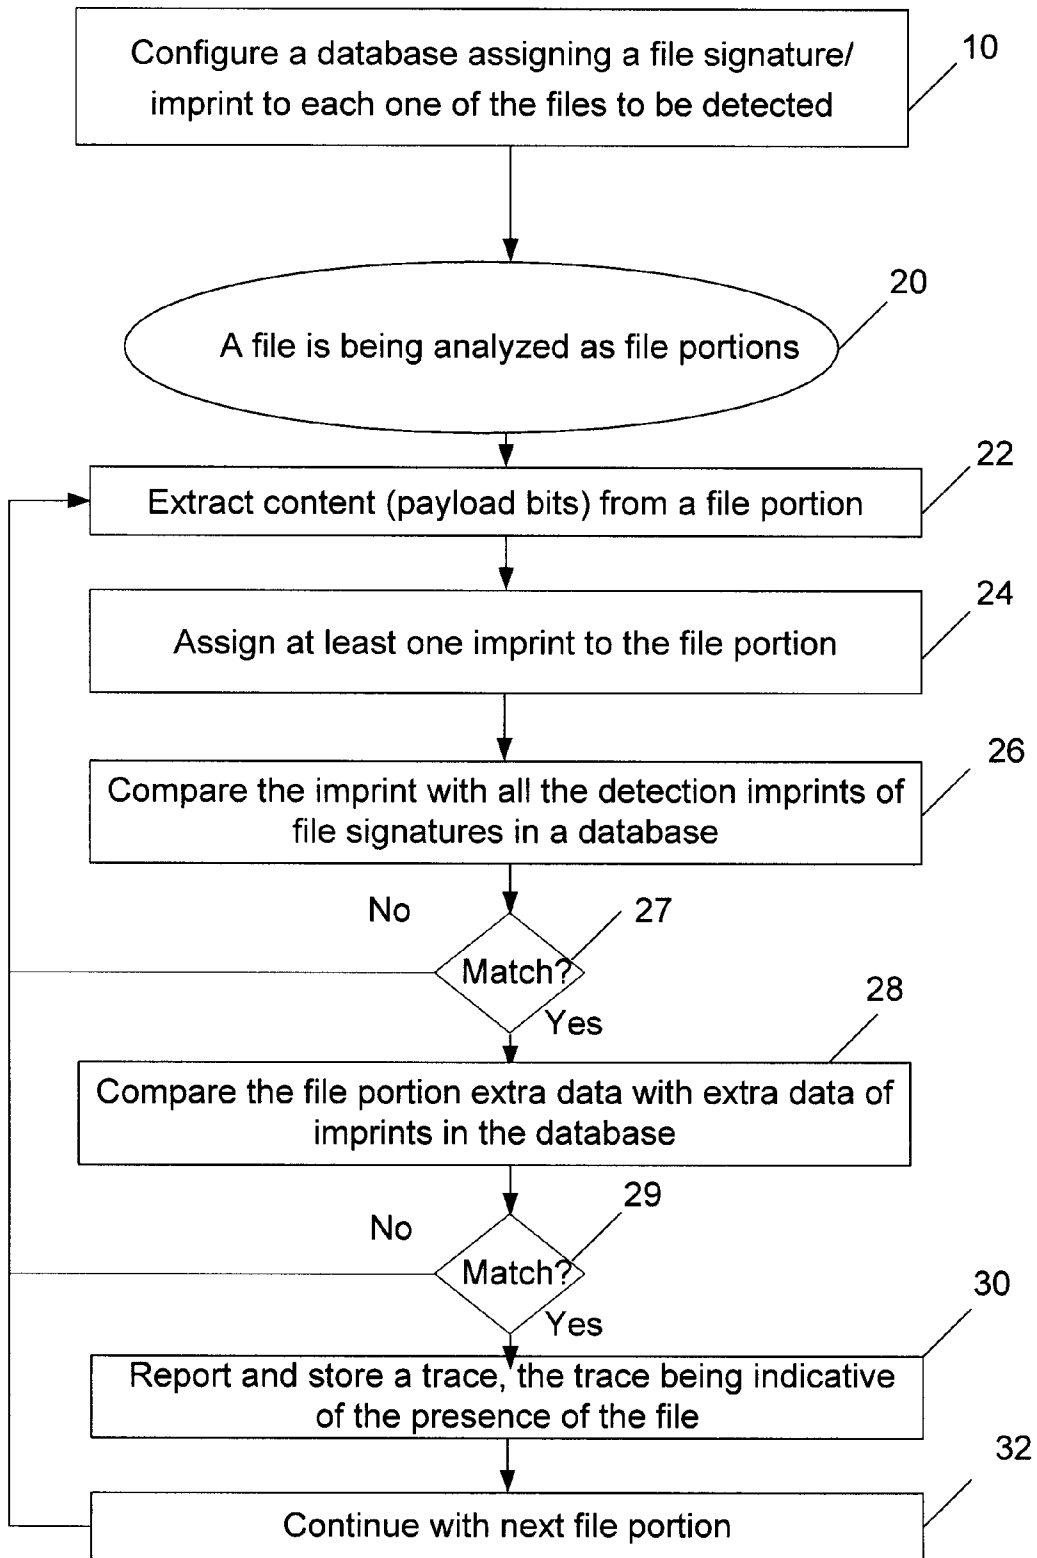 Configure a database assigning a file signature/
imprint to each one of the files to be detected
10
20
A file is being analyzed as file portions
22
Extract content (payload bits) from a file portion
24
Assign at least one imprint to the file portion
26
Compare the imprint with all the detection imprints of
file signatures in a database
No
27
Match?
Yes
28
Compare the file portion extra data with extra data of
imprints in the database
29
No
Match?
Yes
30
Report and store a trace, the trace being indicative
of the presence of the file
32
Continue with next file portion